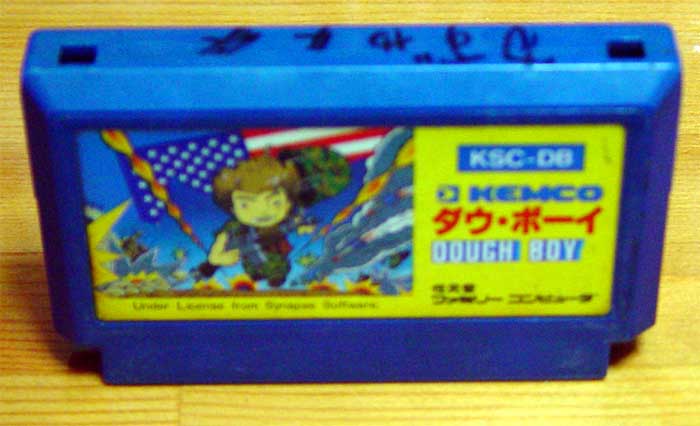 KSC-DB
KEMCO
ダウ・ボーイ
DOUGH BOY
任天堂
ファミリーコンピュータ
Under License from Synapse Software.